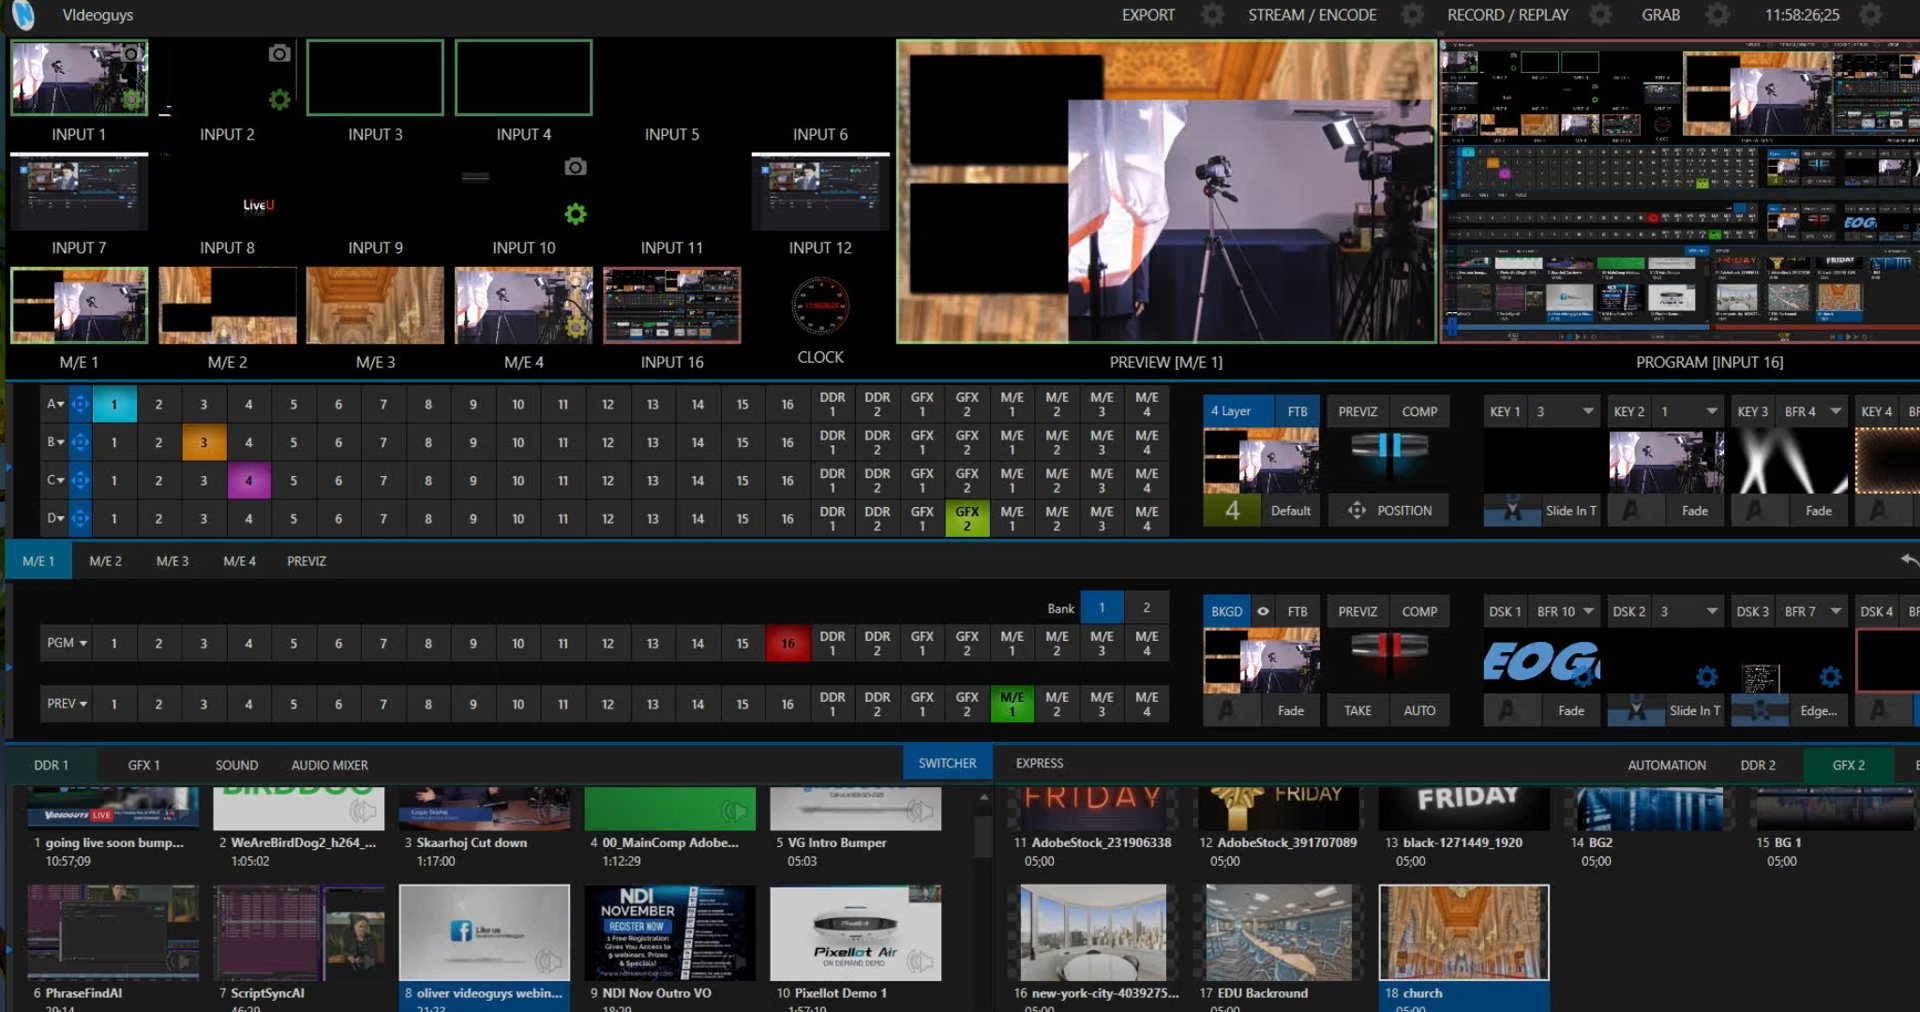 VIdeoguys EXPORT STREAM / ENCODE RECORD / REPLAY GRAB 11:58:26;25
INPUT 1 INPUT 2 INPUT 3 INPUT 4 INPUT 5 INPUT 6
LiveU
INPUT 7 INPUT 8 INPUT 9 INPUT 10 INPUT 11 INPUT 12
M/E 1 M/E 2 M/E 3 M/E 4 INPUT 16 CLOCK
PREVIEW [M/E 1] PROGRAM [INPUT 16]
A 1 2 3 4 5 6 7 8 9 10 11 12 13 14 15 16 DDR 1 DDR 2 GFX 1 GFX 2 M/E 1 M/E 2 M/E 3 M/E 4
B 1 2 3 4 5 6 7 8 9 10 11 12 13 14 15 16 DDR 1 DDR 2 GFX 1 GFX 2 M/E 1 M/E 2 M/E 3 M/E 4
C 1 2 3 4 5 6 7 8 9 10 11 12 13 14 15 16 DDR 1 DDR 2 GFX 1 GFX 2 M/E 1 M/E 2 M/E 3 M/E 4
D 1 2 3 4 5 6 7 8 9 10 11 12 13 14 15 16 DDR 1 DDR 2 GFX 1 GFX 2 M/E 1 M/E 2 M/E 3 M/E 4
4 Layer FTB PREVIZ COMP KEY 1 3 KEY 2 1 KEY 3 BFR 4 KEY 4
4 Default POSITION Slide In T Fade Fade
M/E 1 M/E 2 M/E 3 M/E 4 PREVIZ
Bank 1 2
PGM 1 2 3 4 5 6 7 8 9 10 11 12 13 14 15 16 DDR 1 DDR 2 GFX 1 GFX 2 M/E 1 M/E 2 M/E 3 M/E 4
PREV 1 2 3 4 5 6 7 8 9 10 11 12 13 14 15 16 DDR 1 DDR 2 GFX 1 GFX 2 M/E 1 M/E 2 M/E 3 M/E 4
BKGD FTB PREVIZ COMP DSK 1 BFR 10 DSK 2 3 DSK 3 BFR 7 DSK 4
EOG
Fade TAKE AUTO Fade Slide In T Edge...
DDR 1 GFX 1 SOUND AUDIO MIXER SWITCHER EXPRESS AUTOMATION DDR 2 GFX 2
VIDEOGUYS LIVE BIRDDOG FRIDAY FRIDAY FRIDAY
1 going live soon bump... 2 WeAreBirdDog2_h264_... 3 Skaarhoj Cut down 4 00_MainComp Adobe... 5 VG Intro Bumper 11 AdobeStock_231906338 12 AdobeStock_391707089 13 black-1271449_1920 14 BG2 15 BG 1
10:57;09 1:05:02 1:17:00 1:12:29 05;03 05;00 05;00 05;00 05;00 05;00
Like us
NDI
NOVEMBER
REGISTER NOW
1 Free Registration
Gives You Access to
9 webinars, Prizes
& Specials!
Pixellot Air
ON DEMAND DEMO
6 PhraseFindAI 7 ScriptSyncAI 8 oliver videoguys webin... 9 NDI Nov Outro VO 10 Pixellot Demo 1 16 new-york-city-4039275... 17 EDU Backround 18 church